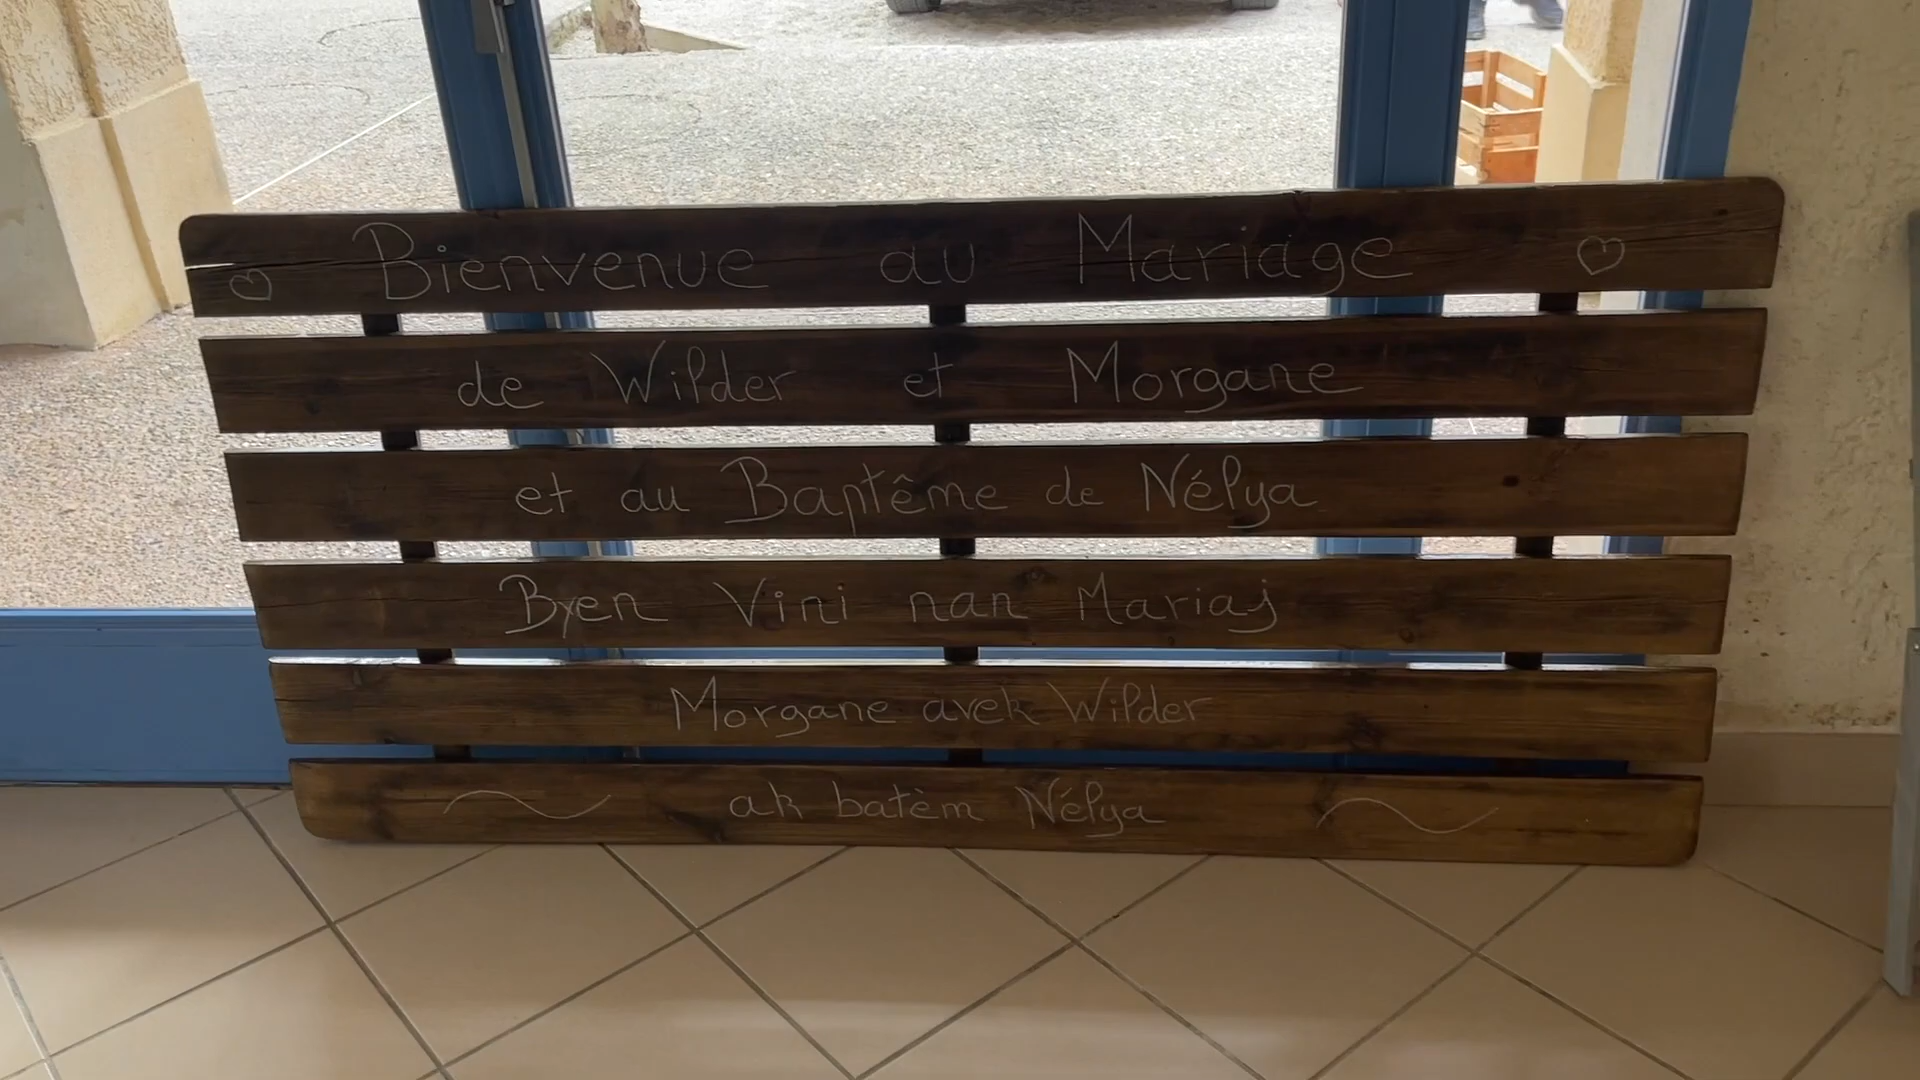 Bienvenue au Mariage
de Wilder et Morgane
et au Baptême de Nélya
Byen Vini nan Mariaj
Morgane avek Wilder
ak batèm Nélya